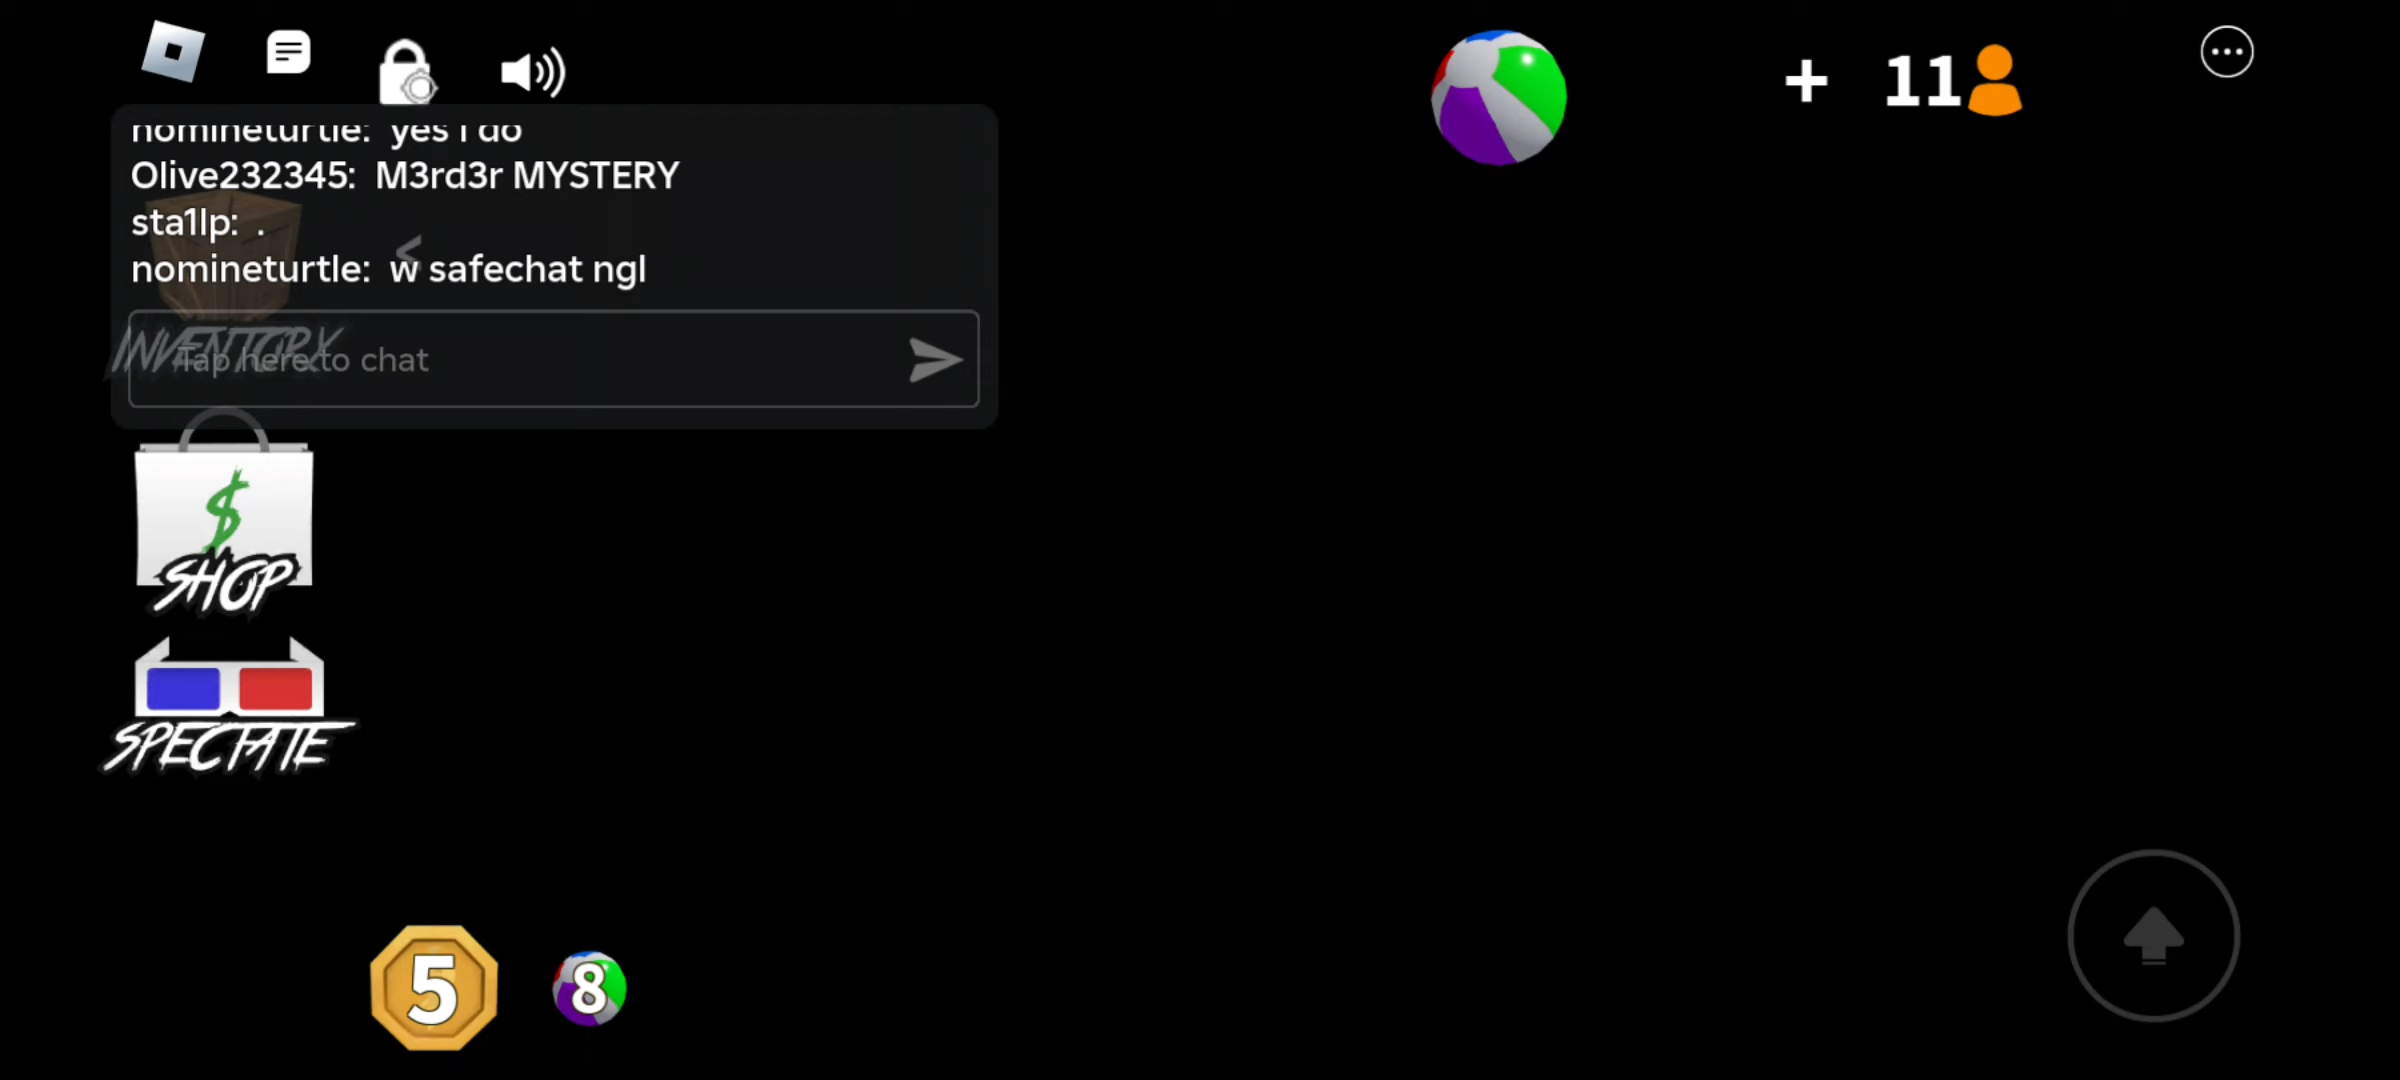 11
nomineturtle: yes i do
Olive232345: M3rd3r MYSTERY
sta1lp: .
nomineturtle: w safechat ngl
INVENTORY
Tap here to chat
$
SHOP
SPECTATE
5
8